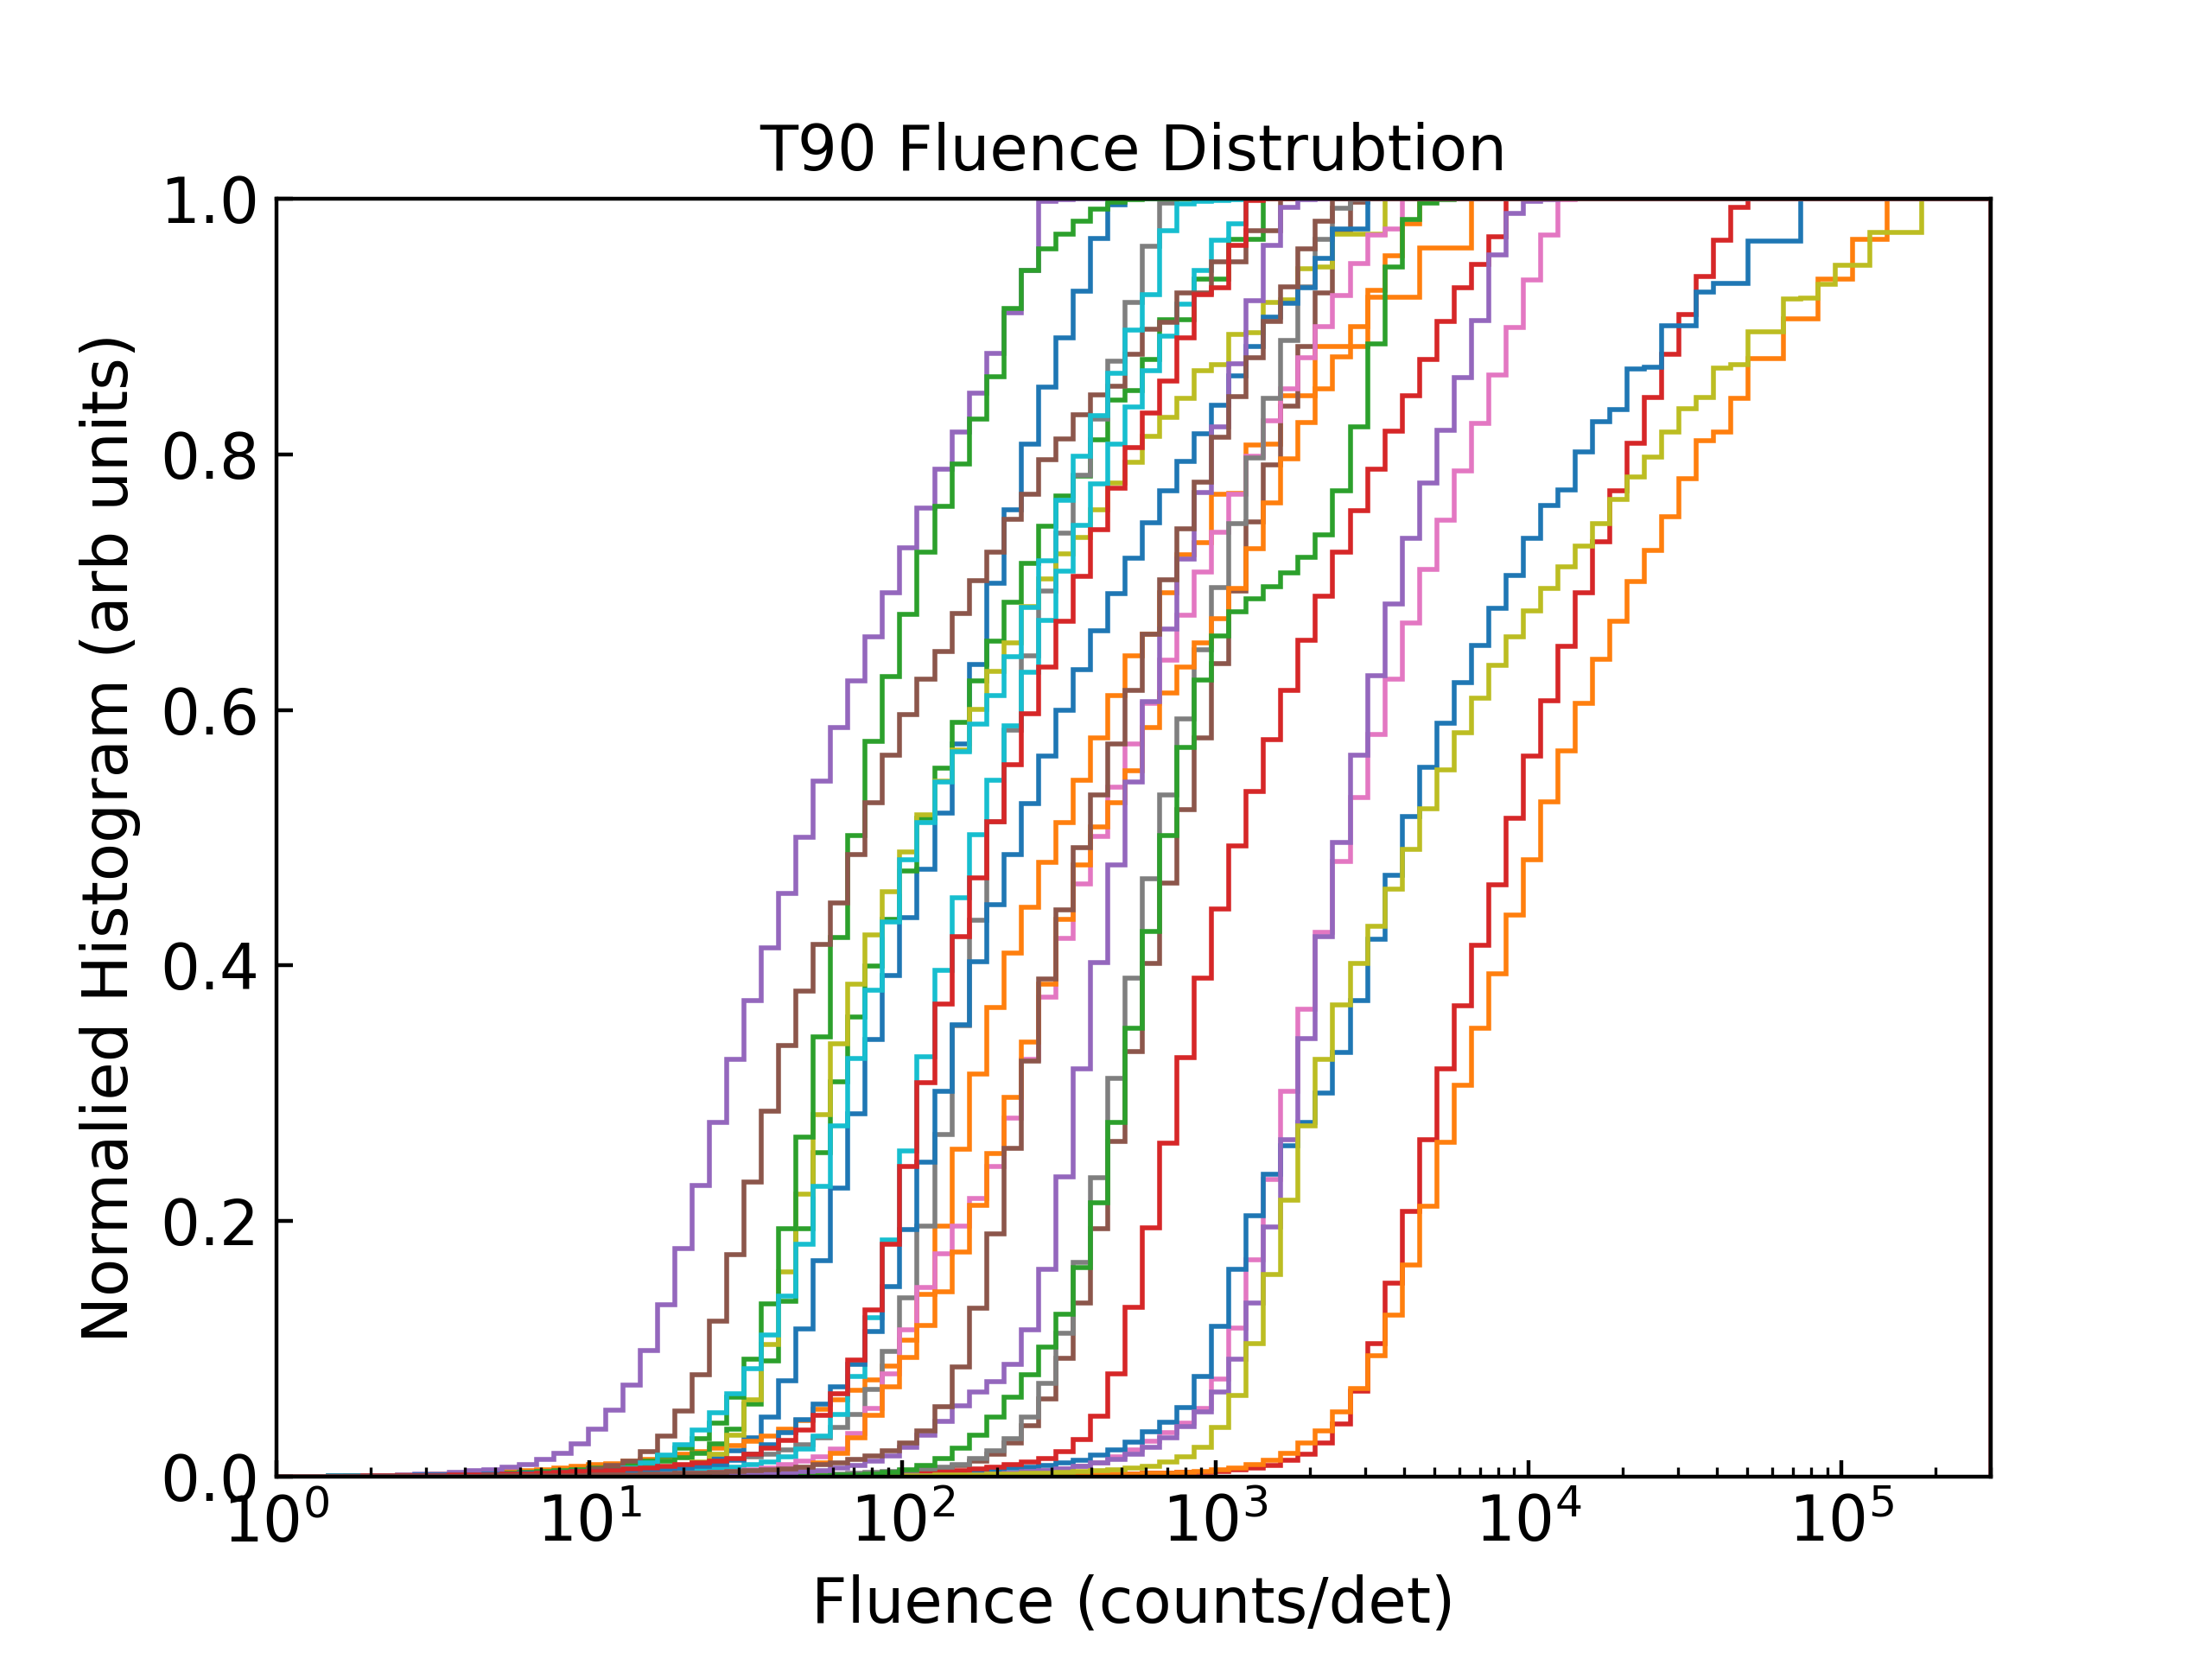 T90 Fluence Distrubtion
Normalied Histogram (arb units)
1.0
0.8
0.6
0.4
0.2
0.0
10⁰ 10¹ 10² 10³ 10⁴ 10⁵
Fluence (counts/det)